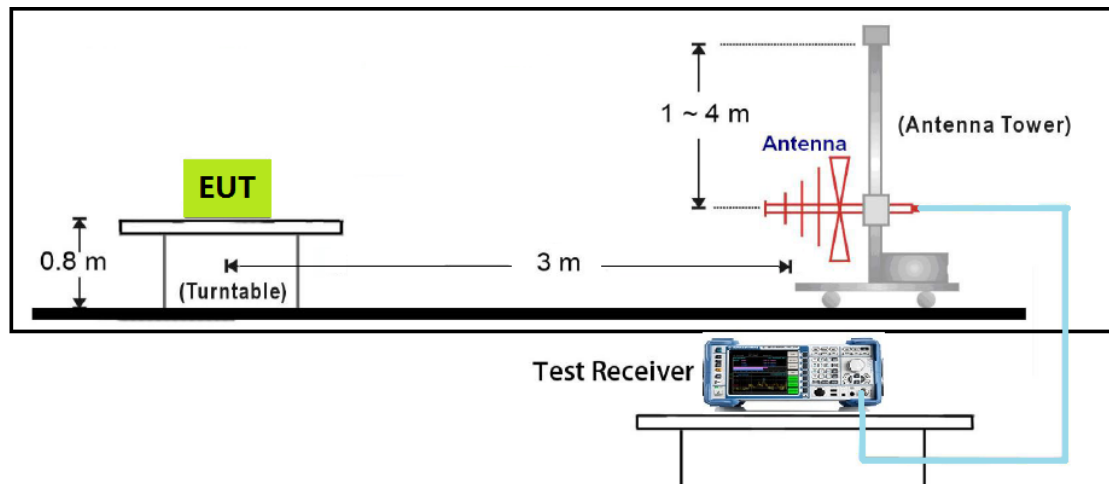 1 ~ 4 m
(Antenna Tower)
Antenna
EUT
0.8 m
3 m
(Turntable)
Test Receiver